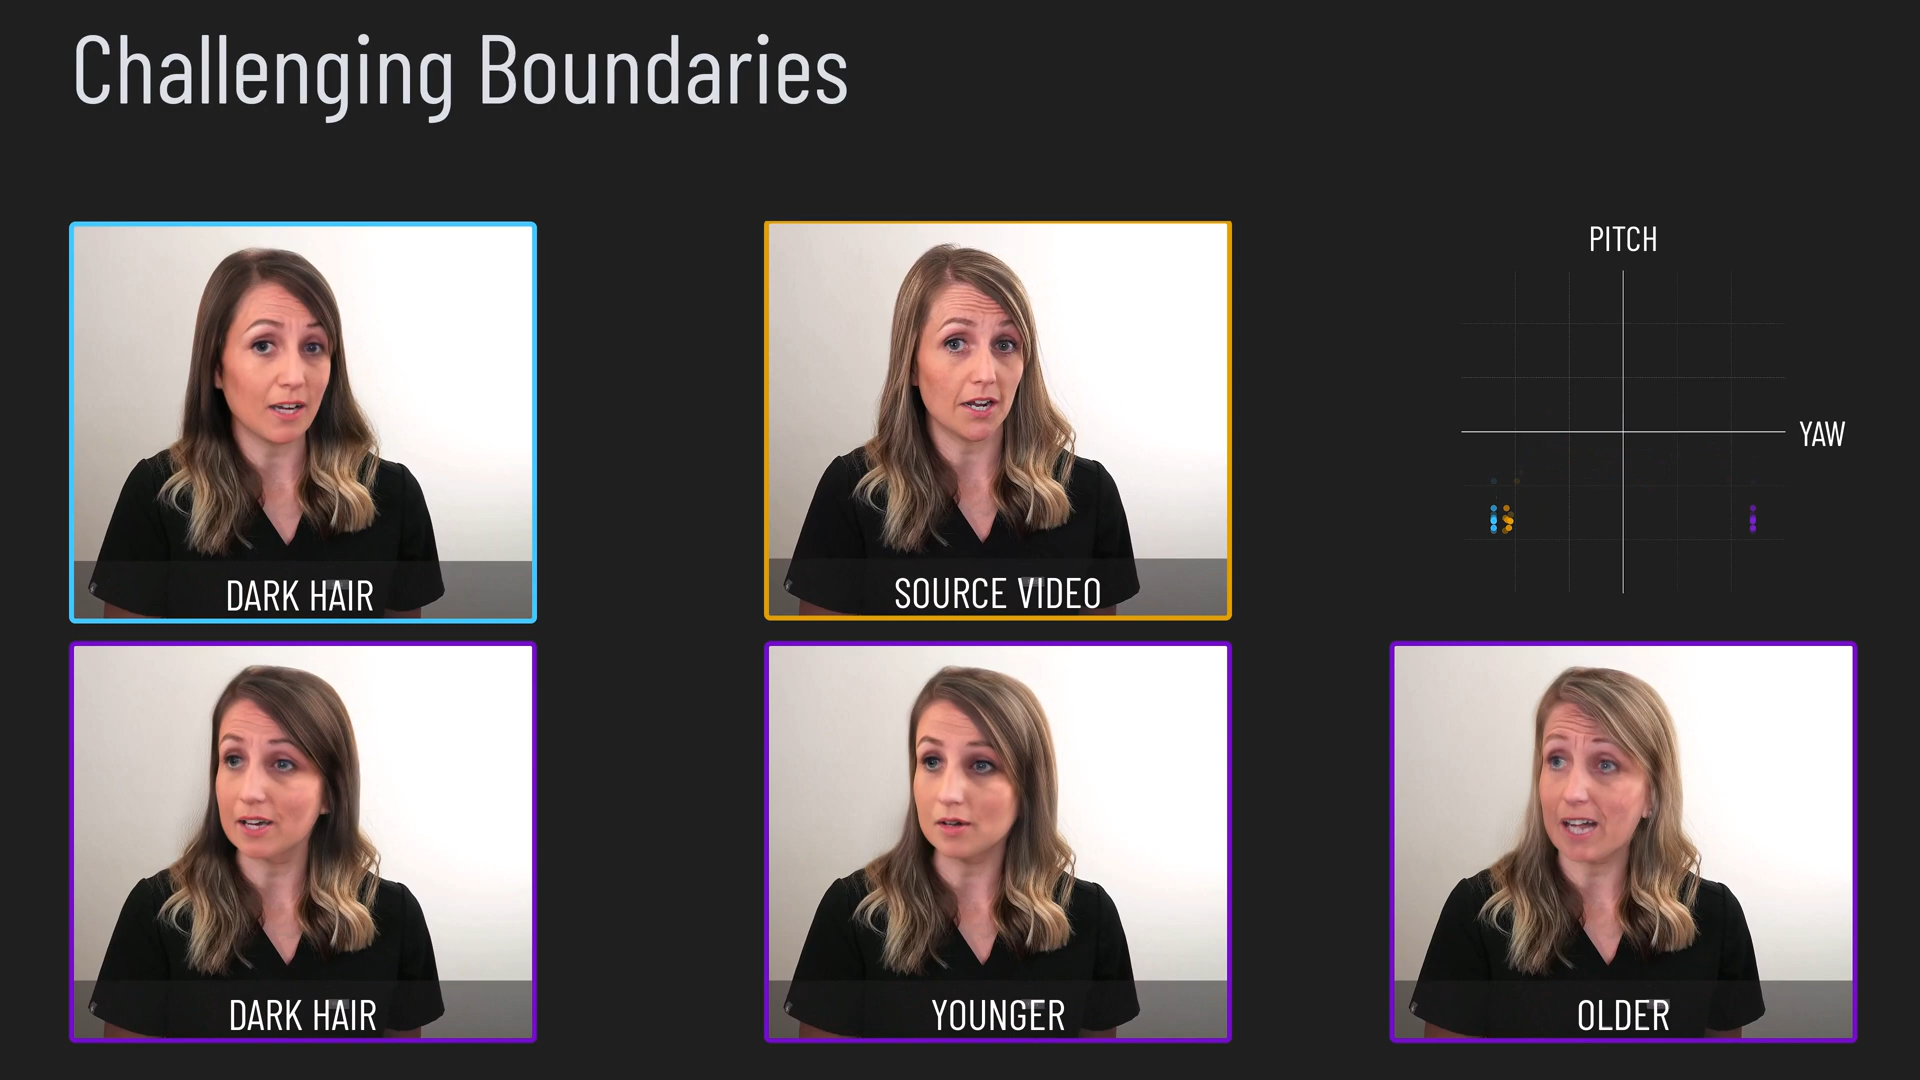 Challenging Boundaries
DARK HAIR
SOURCE VIDEO
PITCH
YAW
DARK HAIR
YOUNGER
OLDER